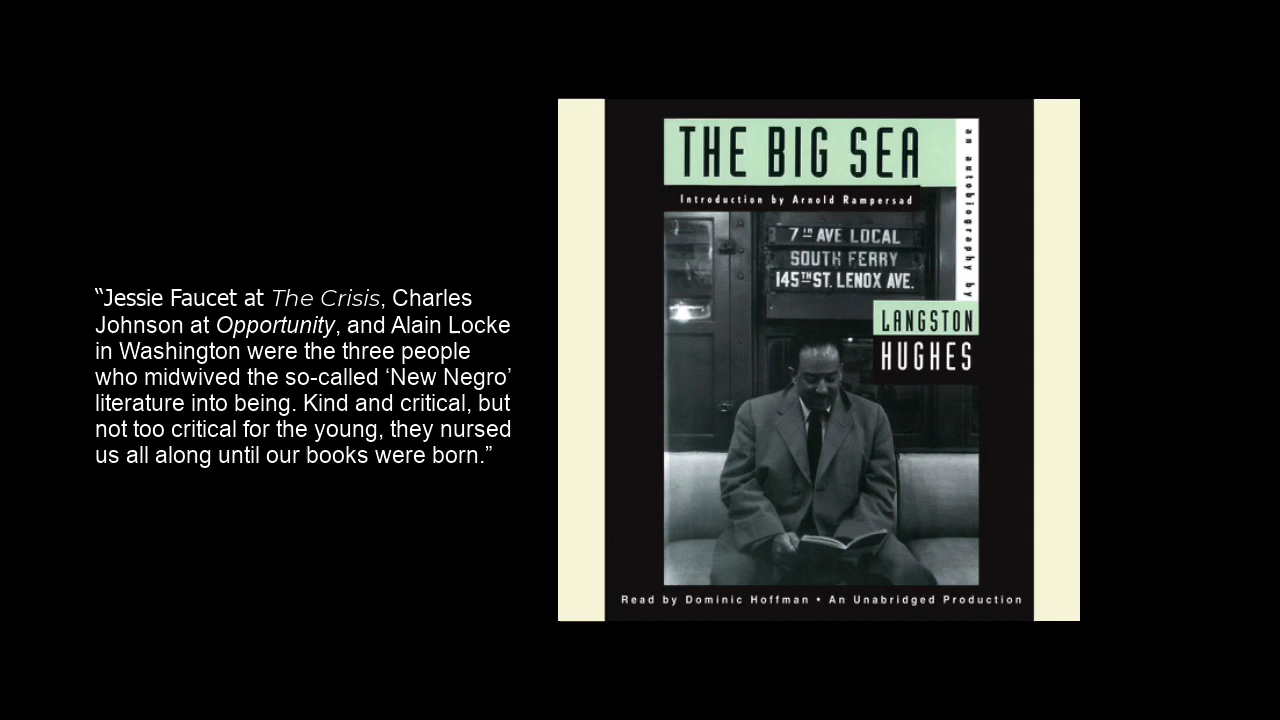 “Jessie Faucet at The Crisis, Charles
Johnson at Opportunity, and Alain Locke
in Washington were the three people
who midwived the so-called ‘New Negro’
literature into being. Kind and critical, but
not too critical for the young, they nursed
us all along until our books were born.”
THE BIG SEA
an autobiography by
Introduction by Arnold Rampersad
7TH AVE LOCAL
SOUTH FERRY
145TH ST. LENOX AVE.
LANGSTON
HUGHES
Read by Dominic Hoffman • An Unabridged Production